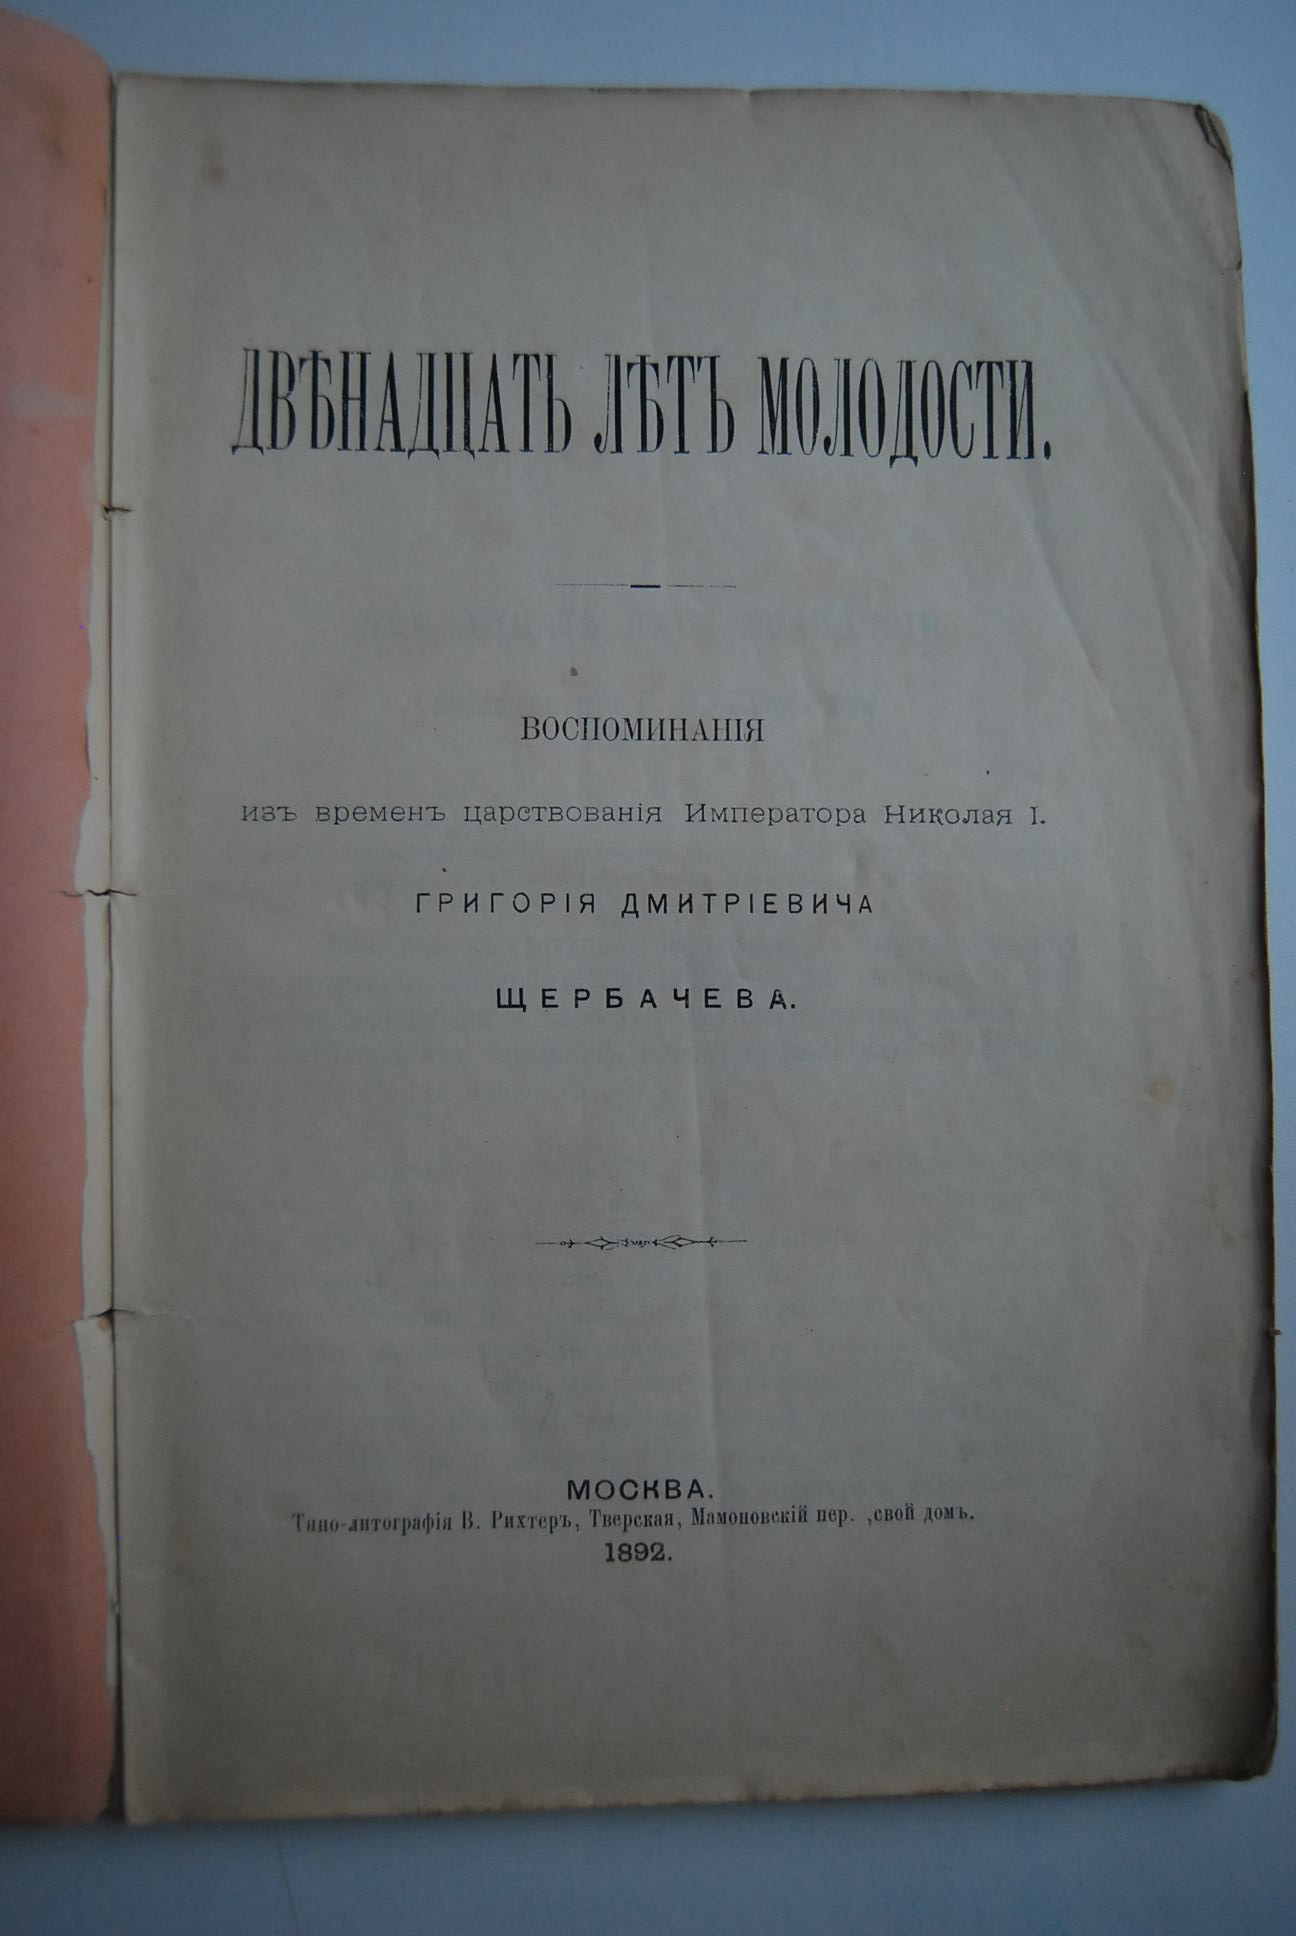 ДВѢНАДЦАТЬ ЛѢТЪ МОЛОДОСТИ.
ВОСПОМИНАНІЯ
изъ временъ царствованія Императора Николая I.
ГРИГОРІЯ ДМИТРІЕВИЧА
ЩЕРБАЧЕВА.
МОСКВА.
Типо-литографія В. Рихтеръ, Тверская, Мамоновскій пер. ,свой домъ.
1892.